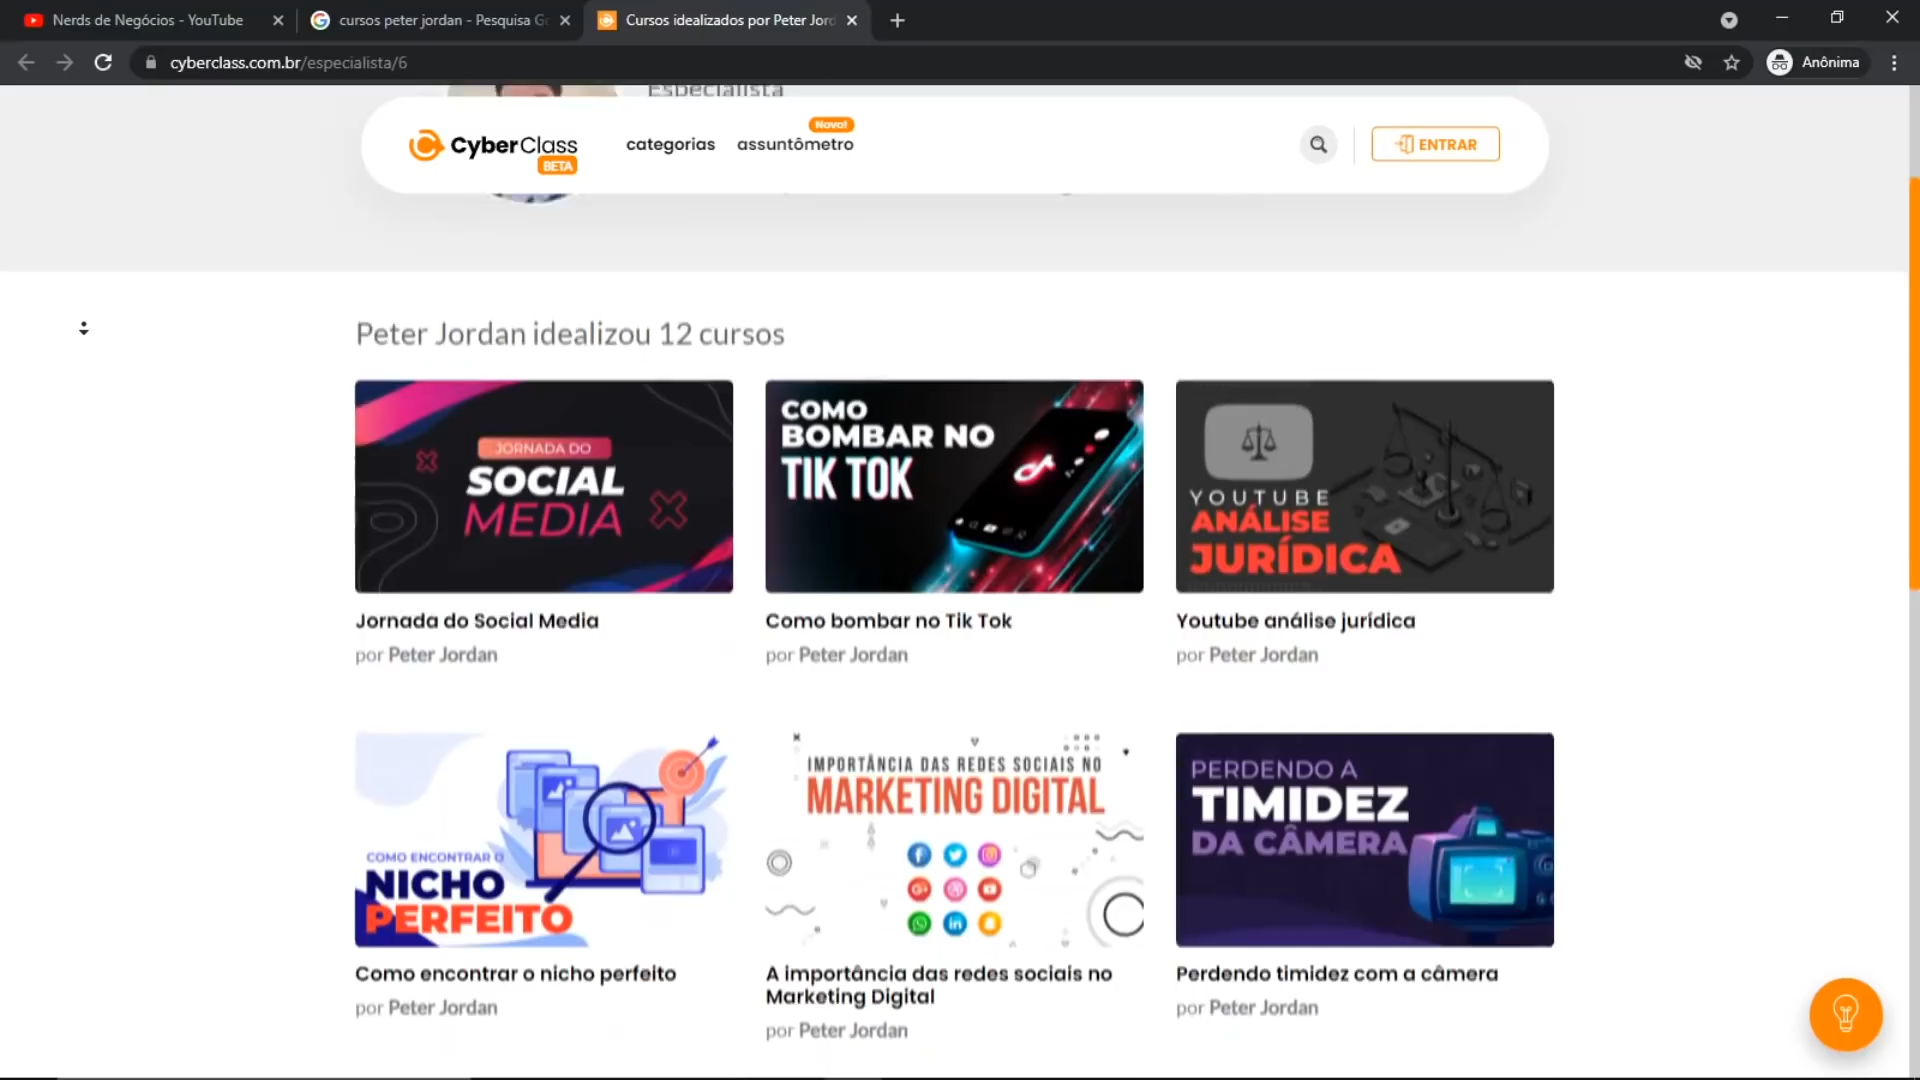 Nerds de Negócios - YouTube
cursos peter jordan - Pesquisa Go
Cursos idealizados por Peter Jord
cyberclass.com.br/especialista/6
Anônima
Especialista
CyberClass
BETA
categorias
Novo!
assuntômetro
ENTRAR
Peter Jordan idealizou 12 cursos
JORNADA DO
SOCIAL
MEDIA
COMO
BOMBAR NO
TIK TOK
YOUTUBE
ANÁLISE
JURÍDICA
Jornada do Social Media
por Peter Jordan
Como bombar no Tik Tok
por Peter Jordan
Youtube análise jurídica
por Peter Jordan
COMO ENCONTRAR O
NICHO
PERFEITO
IMPORTÂNCIA DAS REDES SOCIAIS NO
MARKETING DIGITAL
PERDENDO A
TIMIDEZ
DA CÂMERA
Como encontrar o nicho perfeito
por Peter Jordan
A importância das redes sociais no
Marketing Digital
por Peter Jordan
Perdendo timidez com a câmera
por Peter Jordan